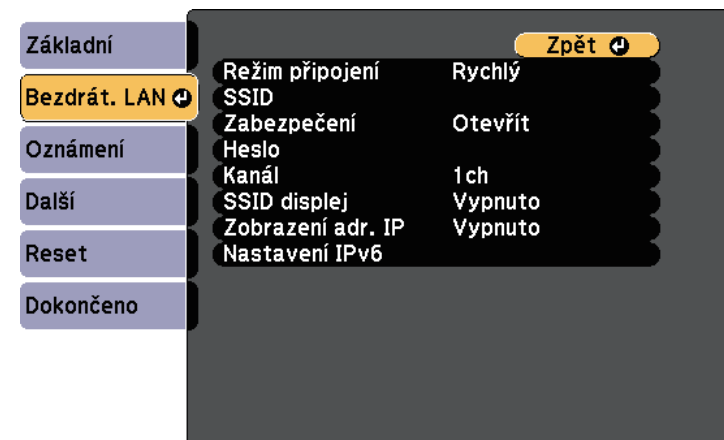 Základní
Bezdrát. LAN
Oznámení
Další
Reset
Dokončeno
Zpět
Režim připojení Rychlý
SSID
Zabezpečení Otevřít
Heslo
Kanál 1ch
SSID displej Vypnuto
Zobrazení adr. IP Vypnuto
Nastavení IPv6